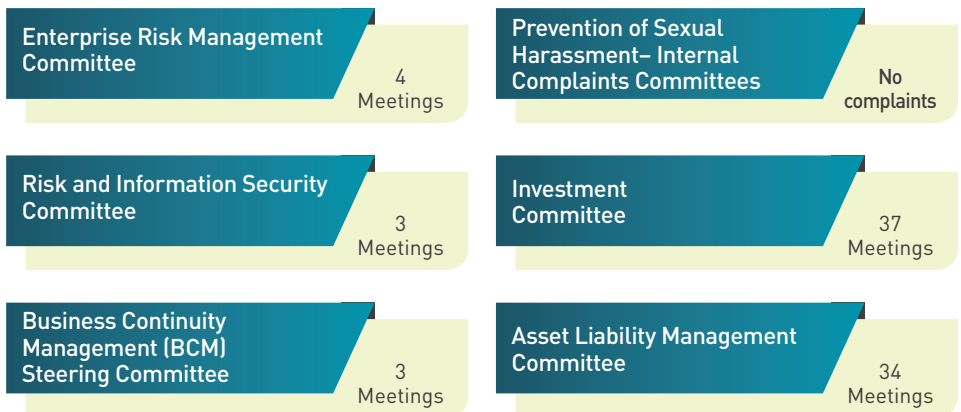 Enterprise Risk Management
Committee
4
Meetings
Prevention of Sexual
Harassment– Internal
Complaints Committees
No
complaints
Risk and Information Security
Committee
3
Meetings
Investment
Committee
37
Meetings
Business Continuity
Management (BCM)
Steering Committee
3
Meetings
Asset Liability Management
Committee
34
Meetings